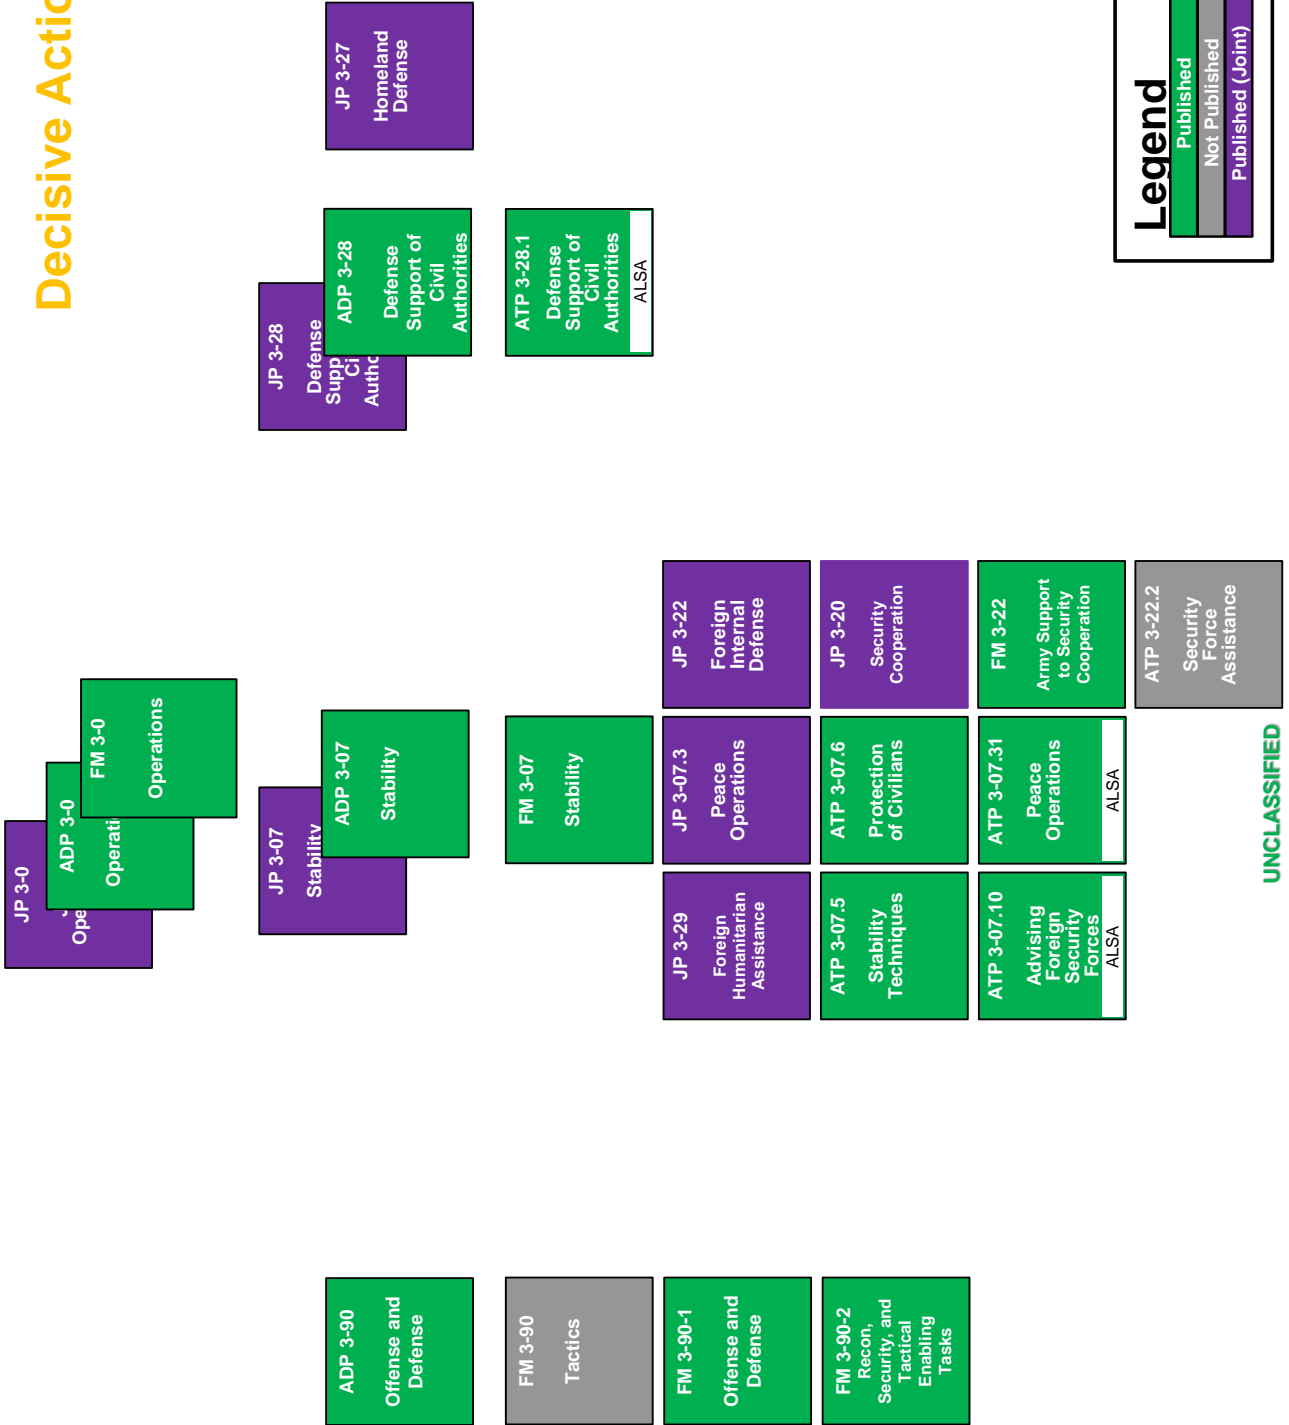 Decisive Actio
JP 3-0
Ope
ADP 3-0
Operati
FM 3-0
Operations
JP 3-07
Stability
ADP 3-07
Stability
JP 3-28
Defense
Supp
Ci
Autho
ADP 3-28
Defense
Support of
Civil
Authorities
JP 3-27
Homeland
Defense
ADP 3-90
Offense and
Defense
FM 3-90
Tactics
FM 3-07
Stability
ATP 3-28.1
Defense
Support of
Civil
Authorities
ALSA
FM 3-90-1
Offense and
Defense
JP 3-29
Foreign
Humanitarian
Assistance
JP 3-07.3
Peace
Operations
JP 3-22
Foreign
Internal
Defense
FM 3-90-2
Recon,
Security, and
Tactical
Enabling
Tasks
ATP 3-07.5
Stability
Techniques
ATP 3-07.6
Protection
of Civilians
JP 3-20
Security
Cooperation
ATP 3-07.10
Advising
Foreign
Security
Forces
ALSA
ATP 3-07.31
Peace
Operations
ALSA
FM 3-22
Army Support
to Security
Cooperation
ATP 3-22.2
Security
Force
Assistance
Legend
Published
Not Published
Published (Joint)
UNCLASSIFIED